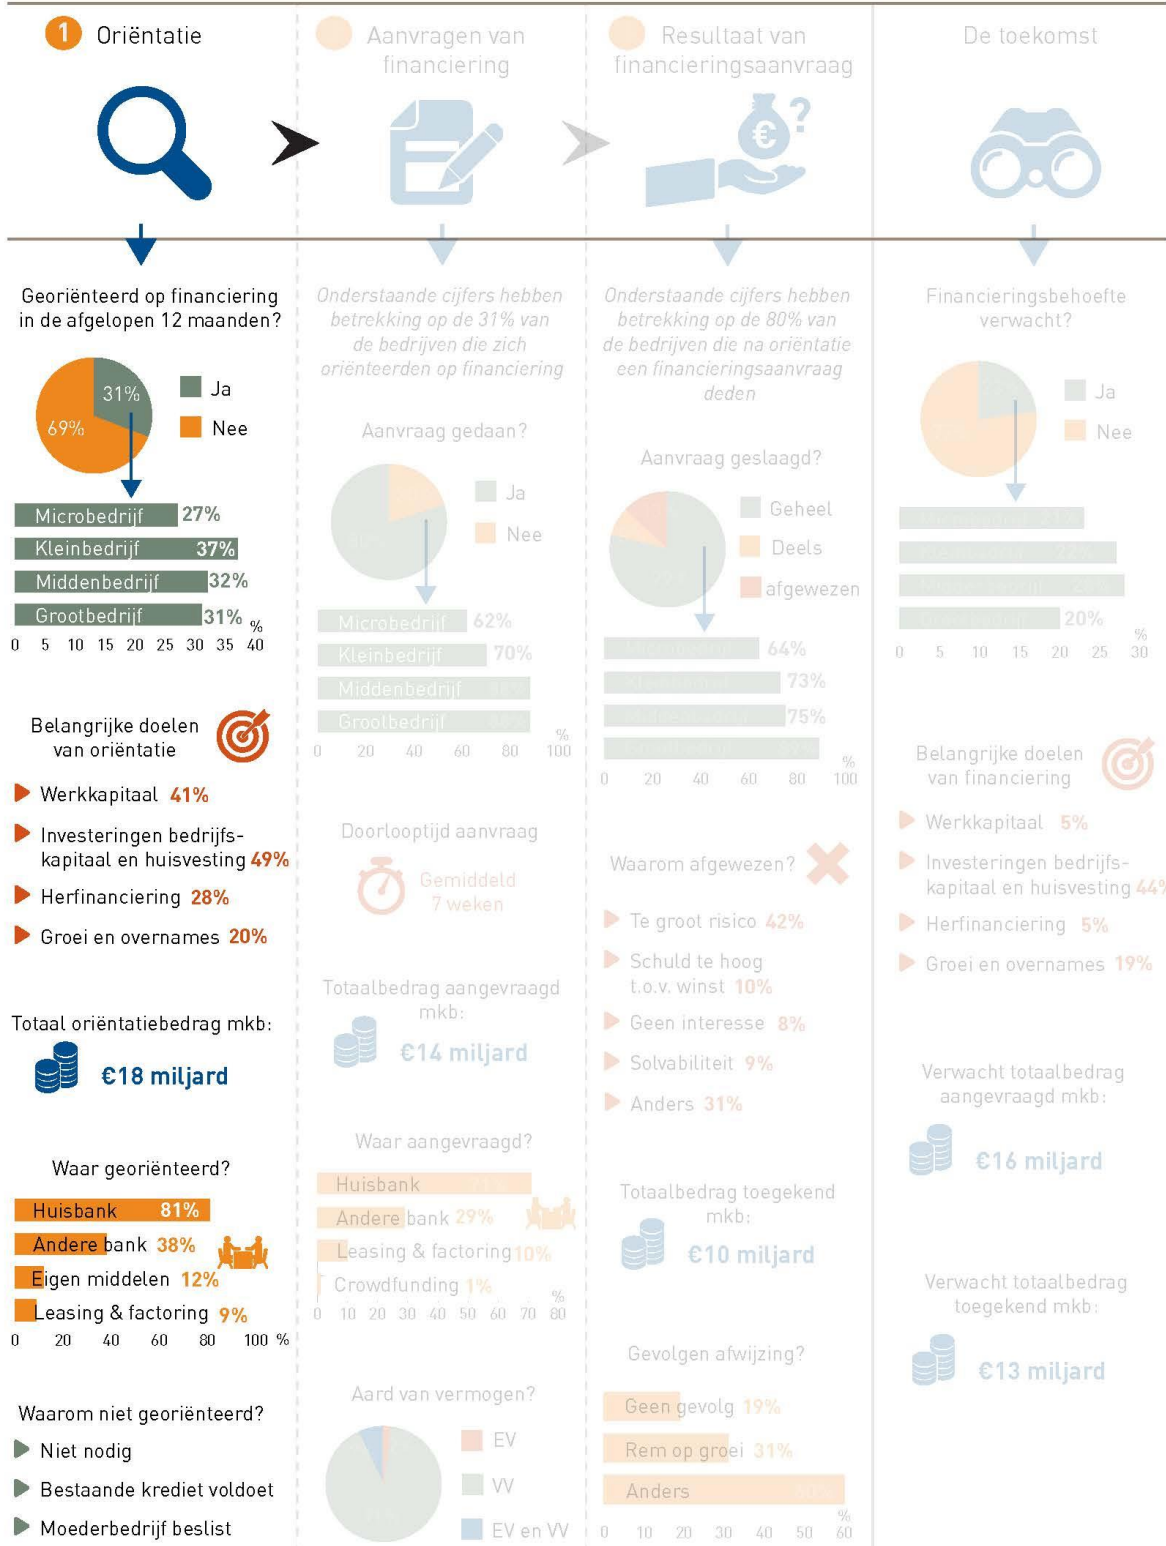 1 Oriëntatie
Georiënteerd op financiering
in de afgelopen 12 maanden?
31%
69%
Ja
Nee
Microbedrijf 27%
Kleinbedrijf 37%
Middenbedrijf 32%
Grootbedrijf 31%
%
0 5 10 15 20 25 30 35 40
Belangrijke doelen
van oriëntatie
Werkkapitaal 41%
Investeringen bedrijfs-
kapitaal en huisvesting 49%
Herfinanciering 28%
Groei en overnames 20%
Totaal oriëntatiebedrag mkb:
€18 miljard
Waar georiënteerd?
Huisbank 81%
Andere bank 38%
Eigen middelen 12%
Leasing & factoring 9%
0 20 40 60 80 100 %
Waarom niet georiënteerd?
Niet nodig
Bestaande krediet voldoet
Moederbedrijf beslist
Aanvragen van
financiering
Onderstaande cijfers hebben
betrekking op de 31% van
de bedrijven die zich
oriënteerden op financiering
Aanvraag gedaan?
Ja
Nee
Microbedrijf 62%
Kleinbedrijf 70%
Middenbedrijf
Grootbedrijf
%
0 20 40 60 80 100
Doorlooptijd aanvraag
Gemiddeld
7 weken
Totaalbedrag aangevraagd
mkb:
€14 miljard
Waar aangevraagd?
Huisbank
Andere bank 29%
Leasing & factoring 10%
Crowdfunding 1%
%
0 10 20 30 40 50 60 70 80
Aard van vermogen?
EV
VV
EV en VV
Resultaat van
financieringsaanvraag
€ ?
Onderstaande cijfers hebben
betrekking op de 80% van
de bedrijven die na oriëntatie
een financieringsaanvraag
deden
Aanvraag geslaagd?
Geheel
Deels
afgewezen
64%
73%
75%
%
0 20 40 60 80 100
Waarom afgewezen?
Te groot risico 42%
Schuld te hoog
t.o.v. winst 10%
Geen interesse 8%
Solvabiliteit 9%
Anders 31%
Totaalbedrag toegekend
mkb:
€10 miljard
Gevolgen afwijzing?
Geen gevolg 19%
Rem op groei 31%
Anders
%
0 10 20 30 40 50 60
De toekomst
Financieringsbehoefte
verwacht?
Ja
Nee
20%
%
0 5 10 15 20 25 30
Belangrijke doelen
van financiering
Werkkapitaal 5%
Investeringen bedrijfs-
kapitaal en huisvesting 44%
Herfinanciering 5%
Groei en overnames 19%
Verwacht totaalbedrag
aangevraagd mkb:
€16 miljard
Verwacht totaalbedrag
toegekend mkb:
€13 miljard